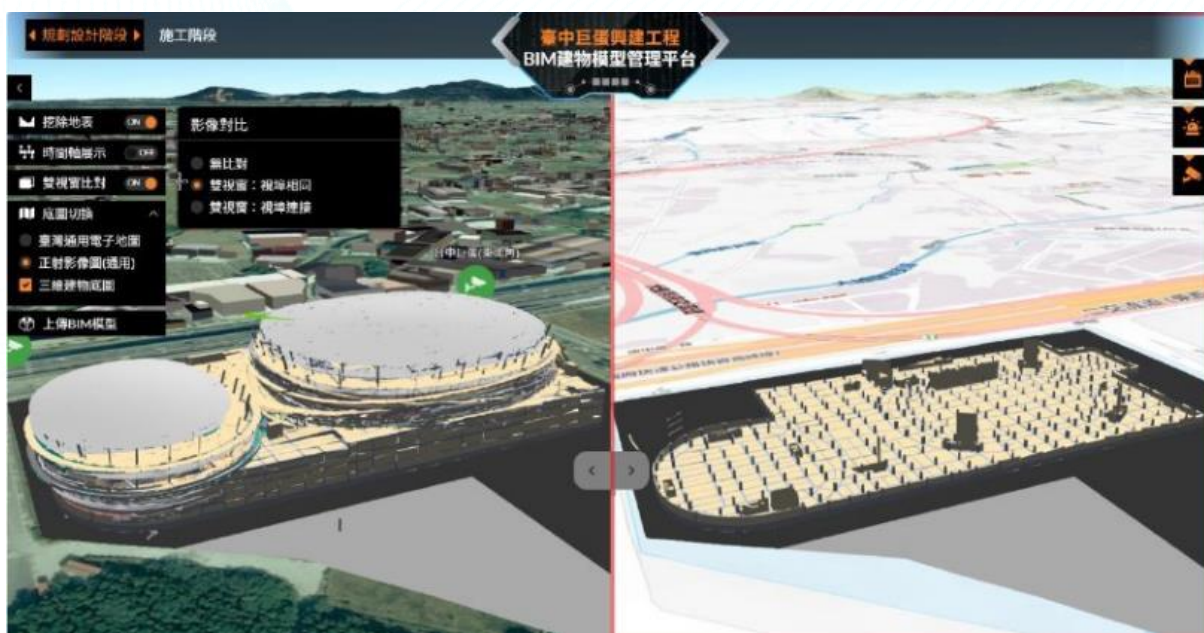 規劃設計階段
施工階段
臺中巨蛋興建工程
BIM建物模型管理平台
挖除地表 ON
時間軸展示 OFF
雙視窗比對 ON
底圖切換
臺灣通用電子地圖
正射影像圖(通用)
三維建物底圖
上傳BIM模型
影像對比
無比對
雙視窗：視埠相同
雙視窗：視埠連接